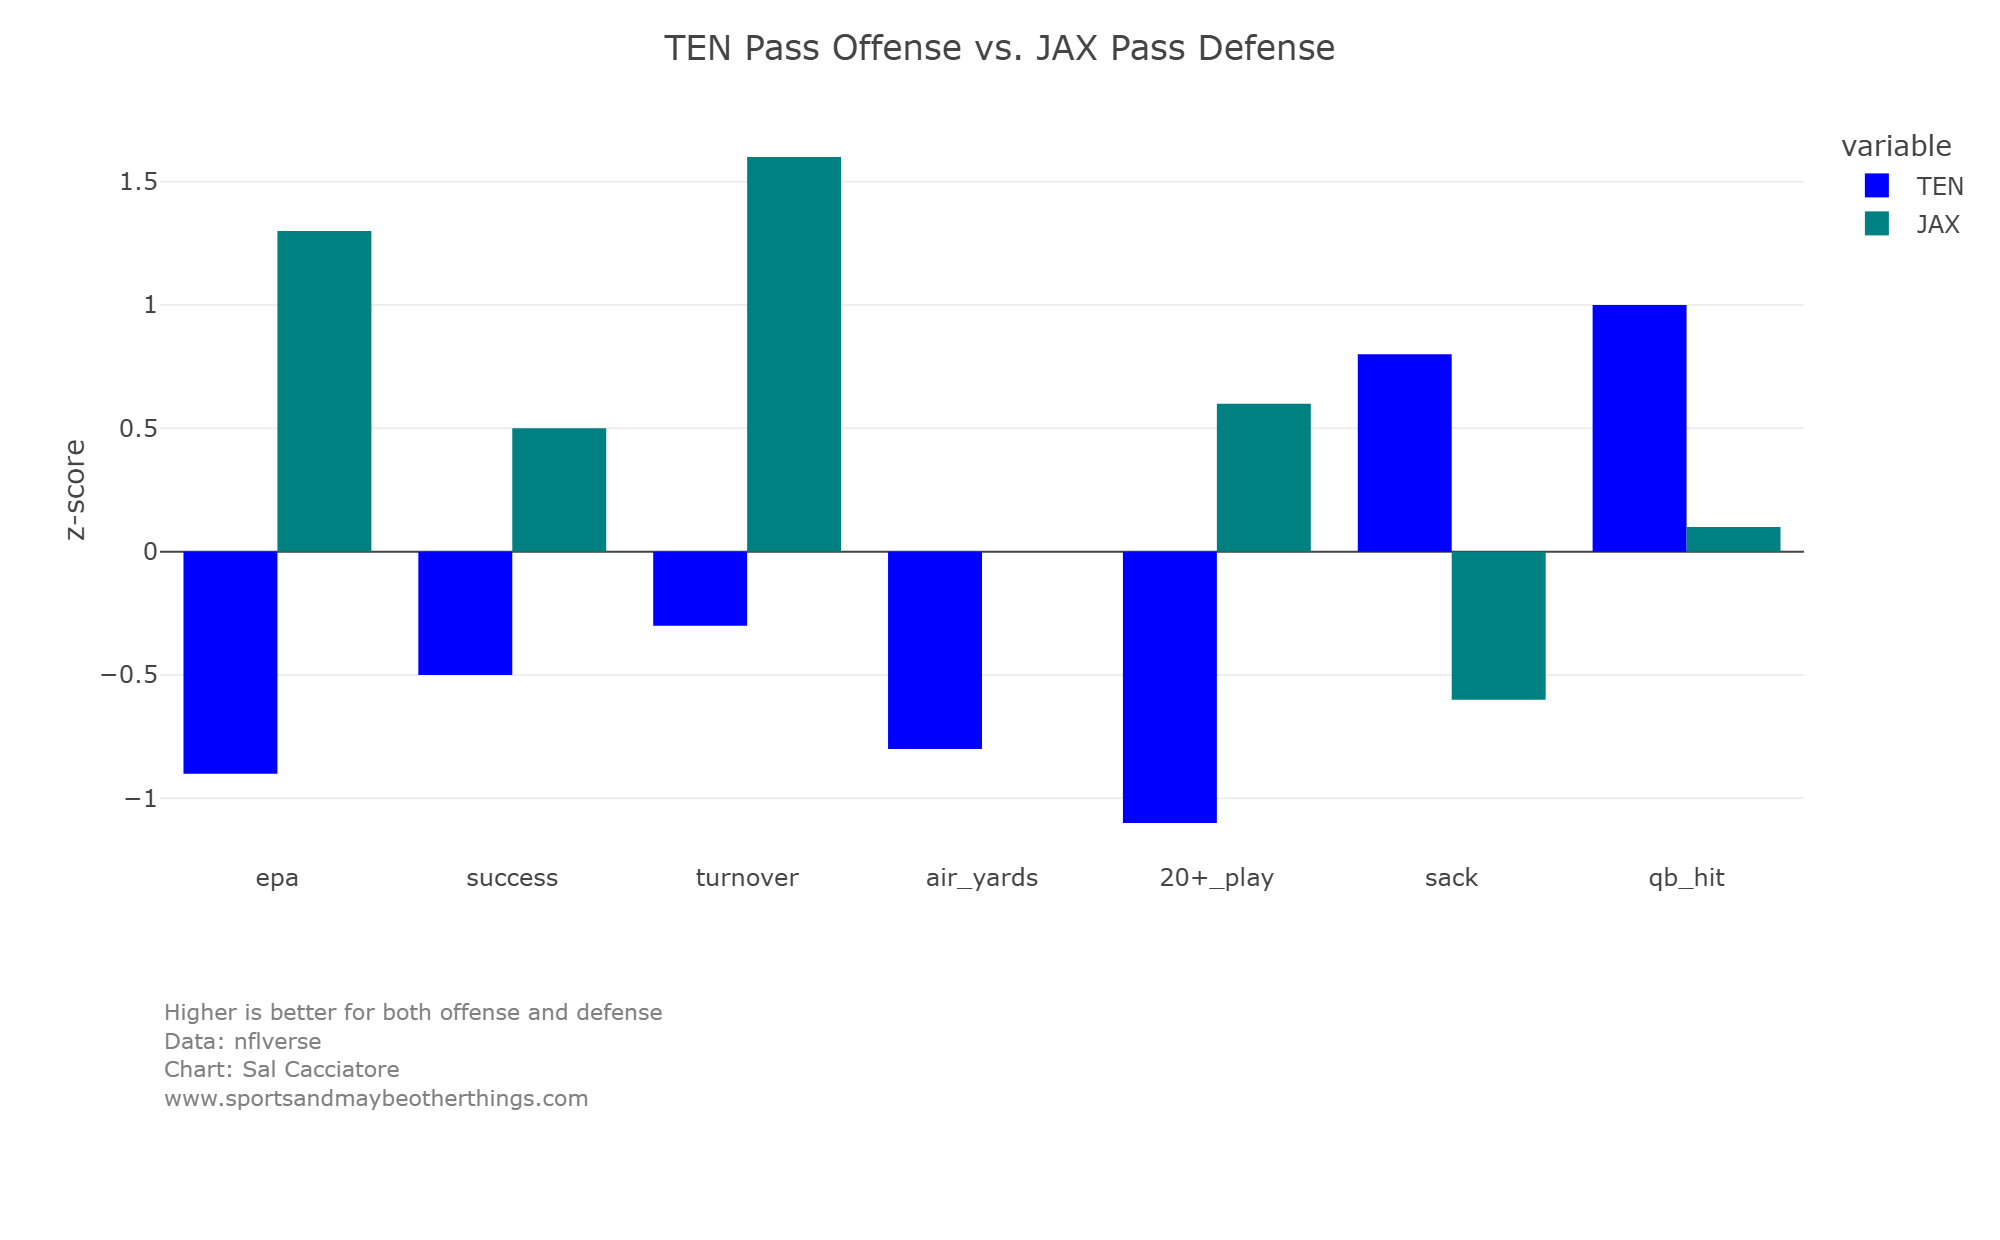 TEN Pass Offense vs. JAX Pass Defense
variable
TEN
JAX
z-score
1.5
1
0.5
0
−0.5
−1
epa success turnover air_yards 20+_play sack qb_hit
Higher is better for both offense and defense
Data: nflverse
Chart: Sal Cacciatore
www.sportsandmaybeotherthings.com